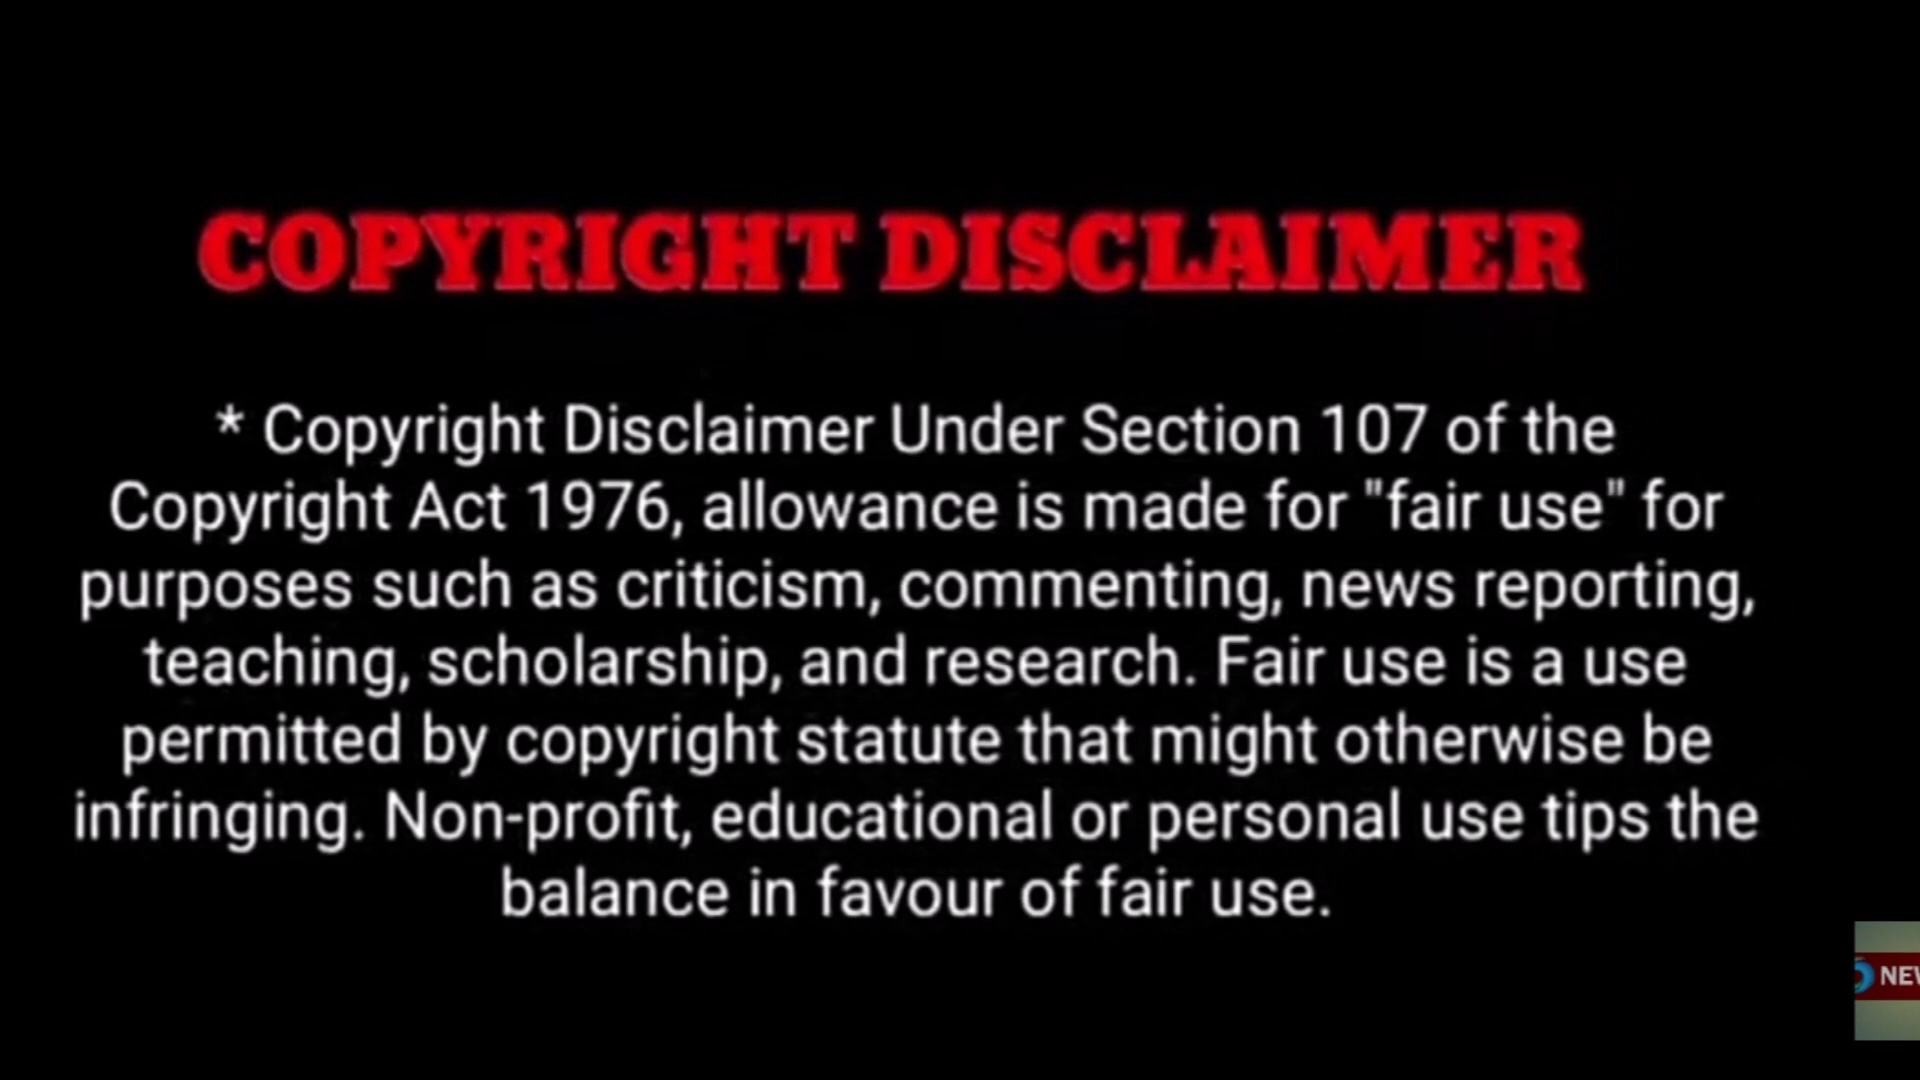 COPYRIGHT DISCLAIMER
* Copyright Disclaimer Under Section 107 of the
Copyright Act 1976, allowance is made for "fair use" for
purposes such as criticism, commenting, news reporting,
teaching, scholarship, and research. Fair use is a use
permitted by copyright statute that might otherwise be
infringing. Non-profit, educational or personal use tips the
balance in favour of fair use.